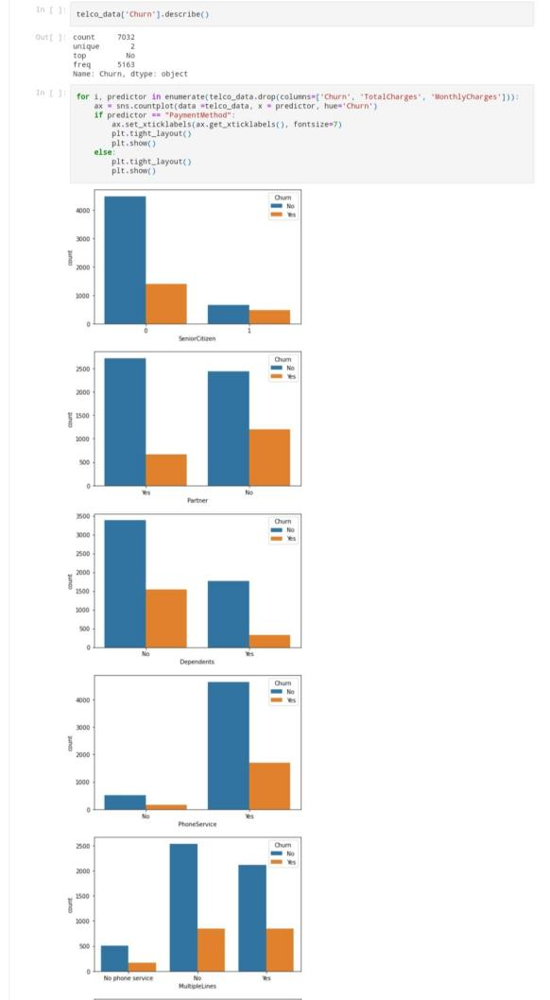 In [ ]:
telco_data['Churn'].describe()
Out[ ]:
count 7032
unique 2
top No
freq 5163
Name: Churn, dtype: object
In [ ]:
for i, predictor in enumerate(telco_data.drop(columns=['Churn', 'TotalCharges', 'MonthlyCharges'])):
ax = sns.countplot(data =telco_data, x = predictor, hue='Churn')
if predictor == "PaymentMethod":
ax.set_xticklabels(ax.get_xticklabels(), fontsize=7)
plt.tight_layout()
plt.show()
else:
plt.tight_layout()
plt.show()
Churn
No
Yes
4000
3000
2000
1000
0
count
0 1
SeniorCitizen
Churn
No
Yes
2500
2000
1500
1000
500
0
count
Yes No
Partner
Churn
No
Yes
3500
3000
2500
2000
1500
1000
500
0
count
No Yes
Dependents
Churn
No
Yes
4000
3000
2000
1000
0
count
No Yes
PhoneService
Churn
No
Yes
2500
2000
1500
1000
500
0
count
No phone service No Yes
MultipleLines